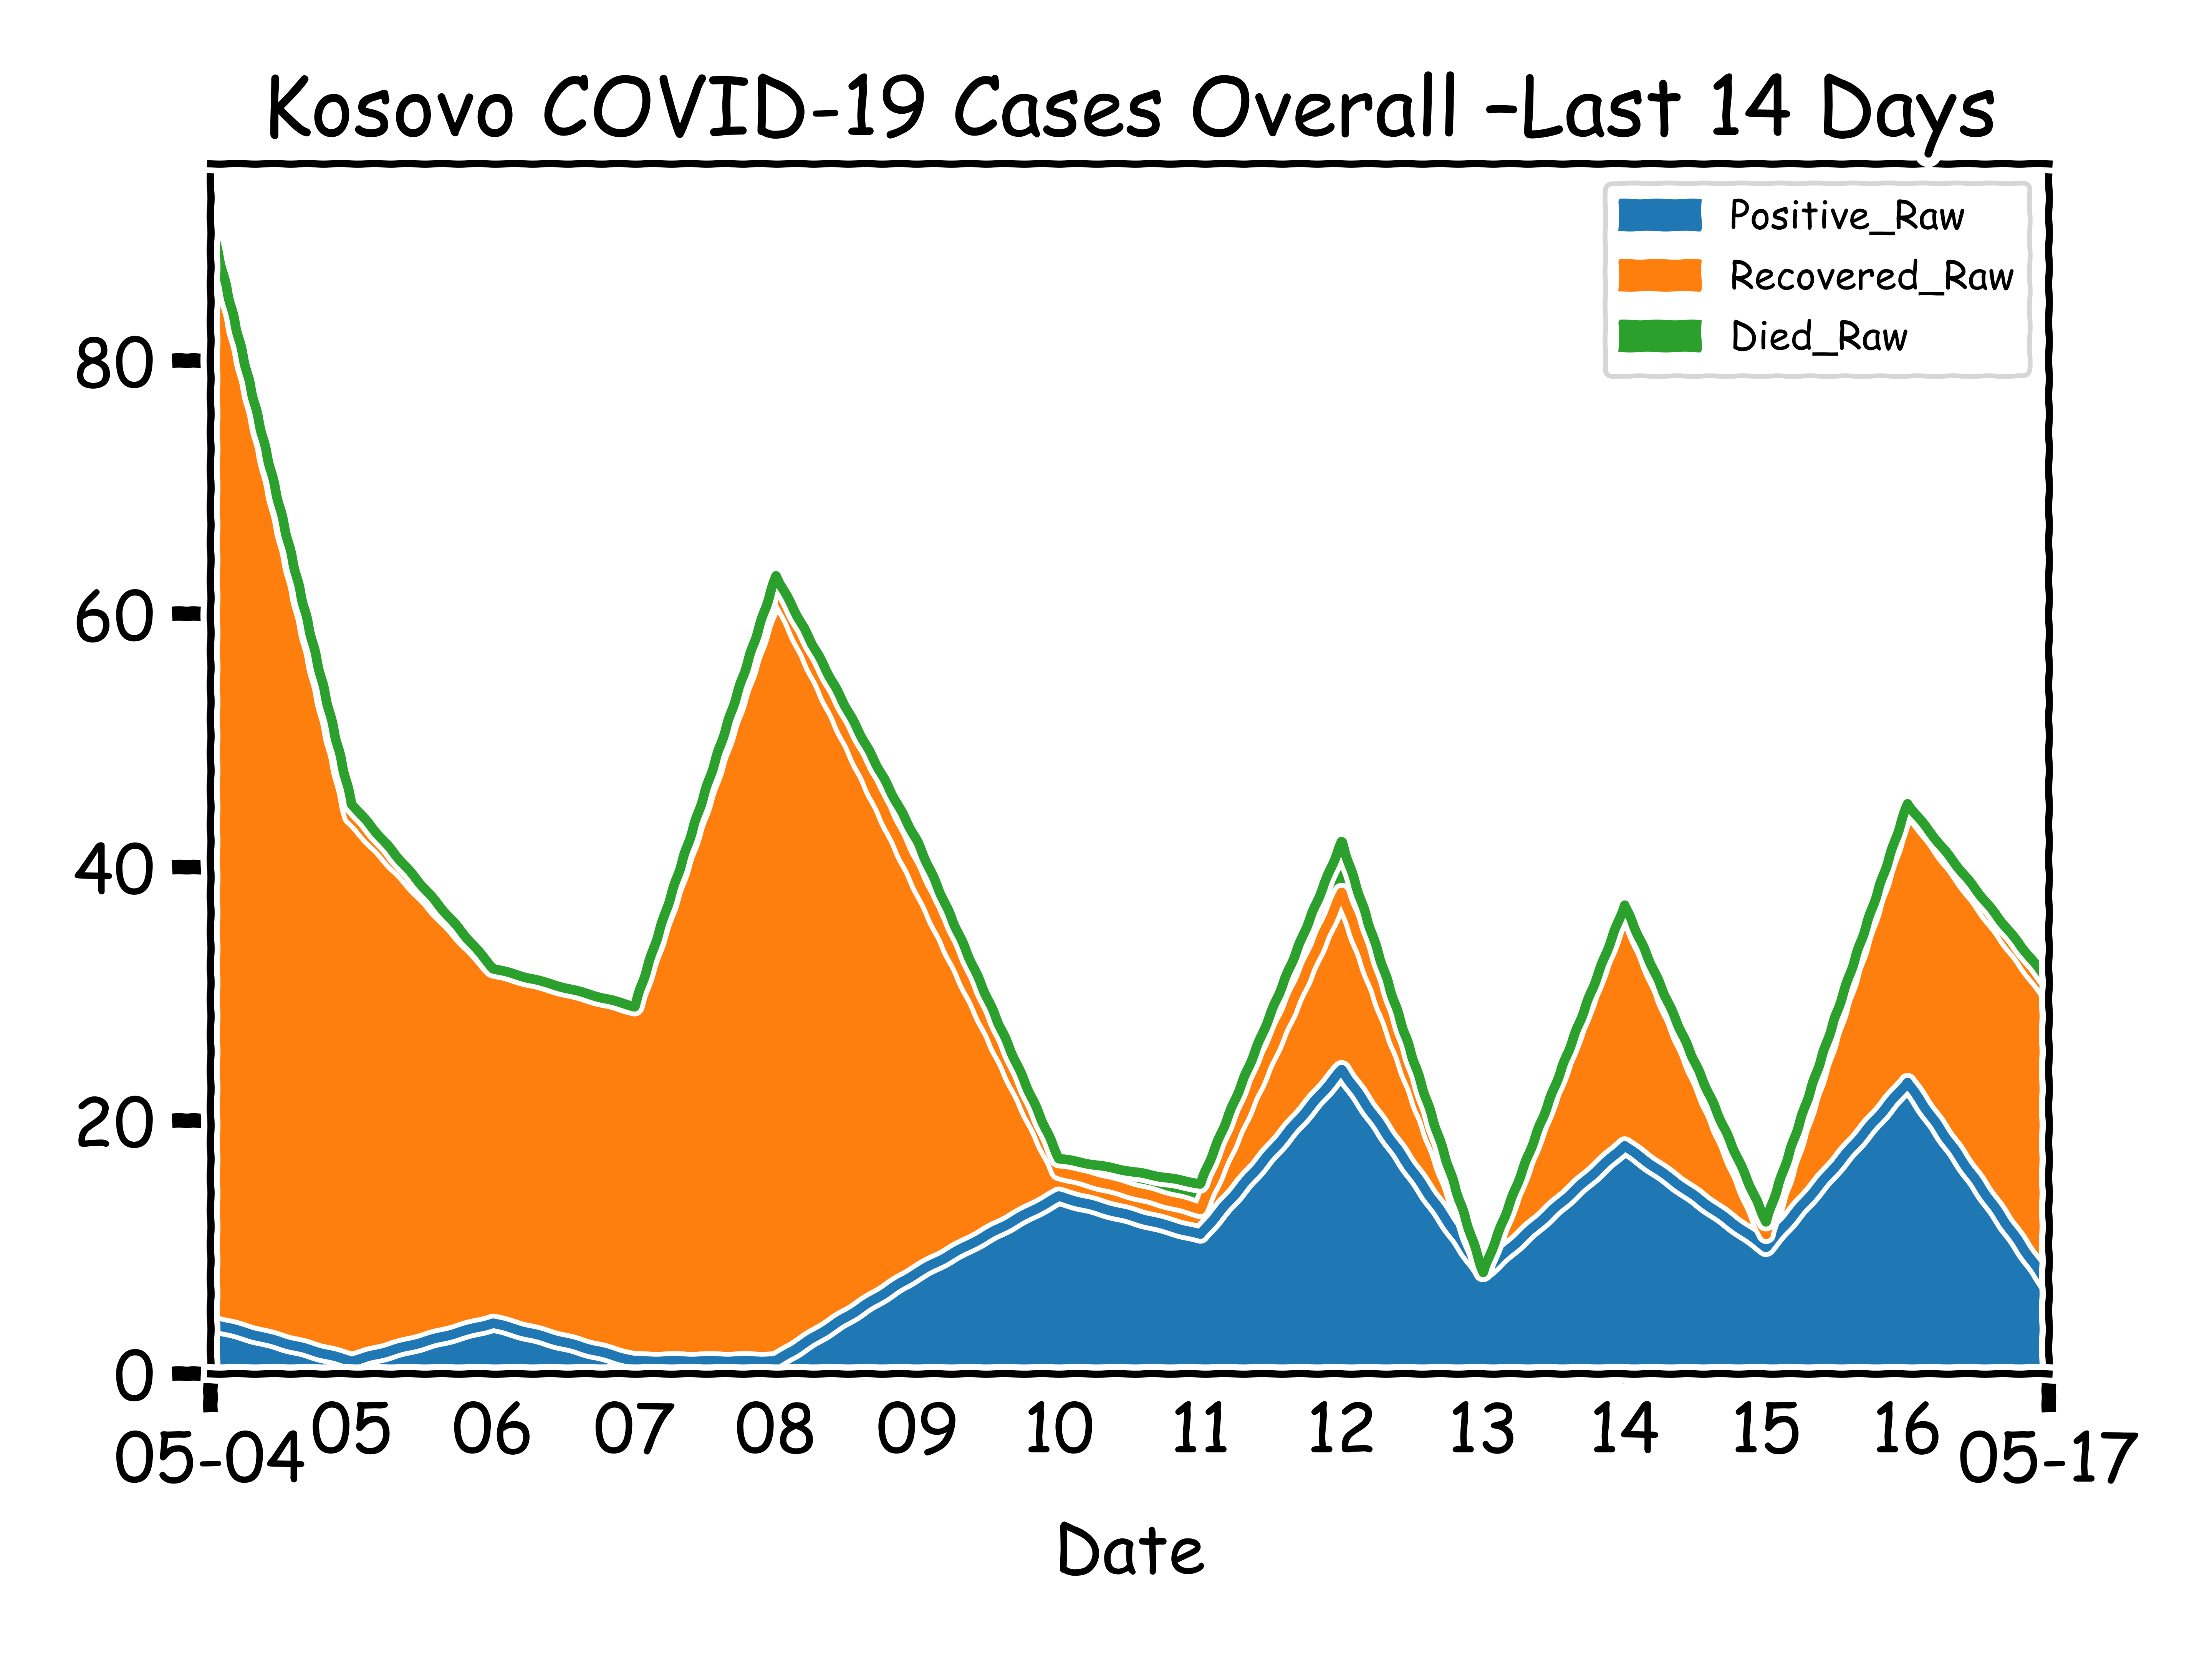 Kosovo COVID-19 Cases Overall -Last 14 Days
Positive_Raw
Recovered_Raw
Died_Raw
80
60
40
20
0
05-04 05 06 07 08 09 10 11 12 13 14 15 16 05-17
Date